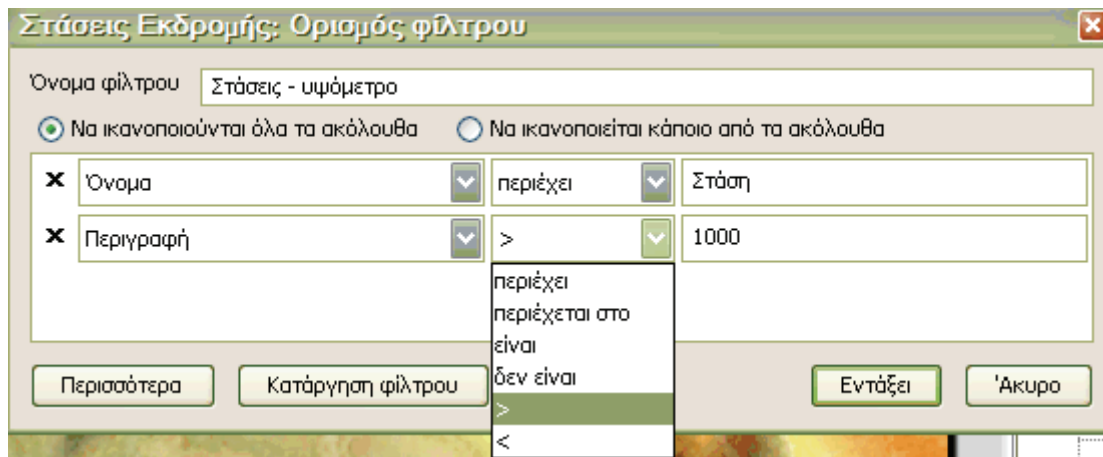 Στάσεις Εκδρομής: Ορισμός φίλτρου
Όνομα φίλτρου Στάσεις - υψόμετρο
Να ικανοποιούνται όλα τα ακόλουθα Να ικανοποιείται κάποιο από τα ακόλουθα
Όνομα περιέχει Στάση
Περιγραφή > 1000
περιέχει
περιέχεται στο
είναι
δεν είναι
>
<
Περισσότερα Κατάργηση φίλτρου Εντάξει Άκυρο